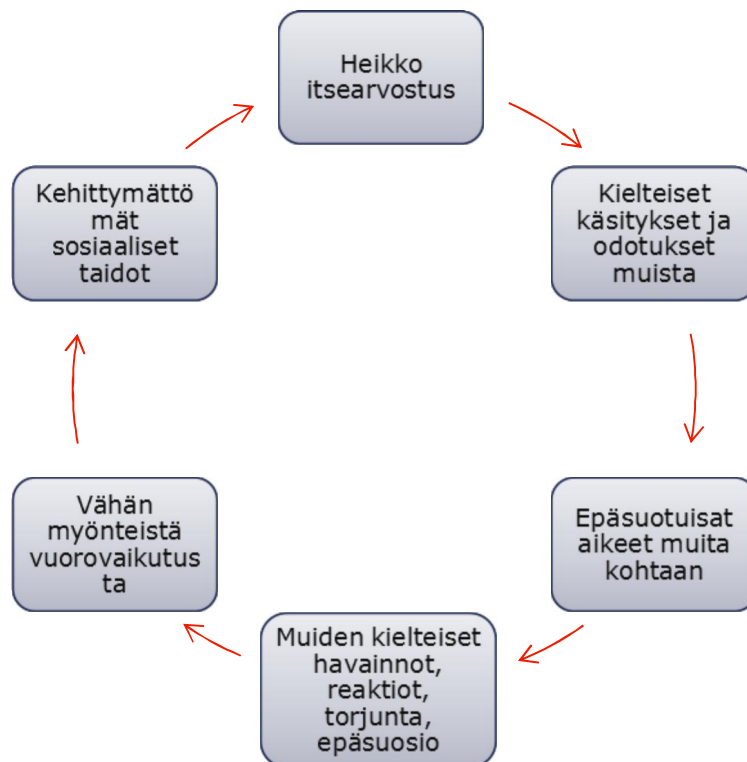 Heikko
itsearvostus
Kielteiset
käsitykset ja
odotukset
muista
Epäsuotuisat
aikeet muita
kohtaan
Muiden kielteiset
havainnot,
reaktiot,
torjunta,
epäsuosio
Vähän
myönteistä
vuorovaikutus
ta
Kehittymättö
mät
sosiaaliset
taidot